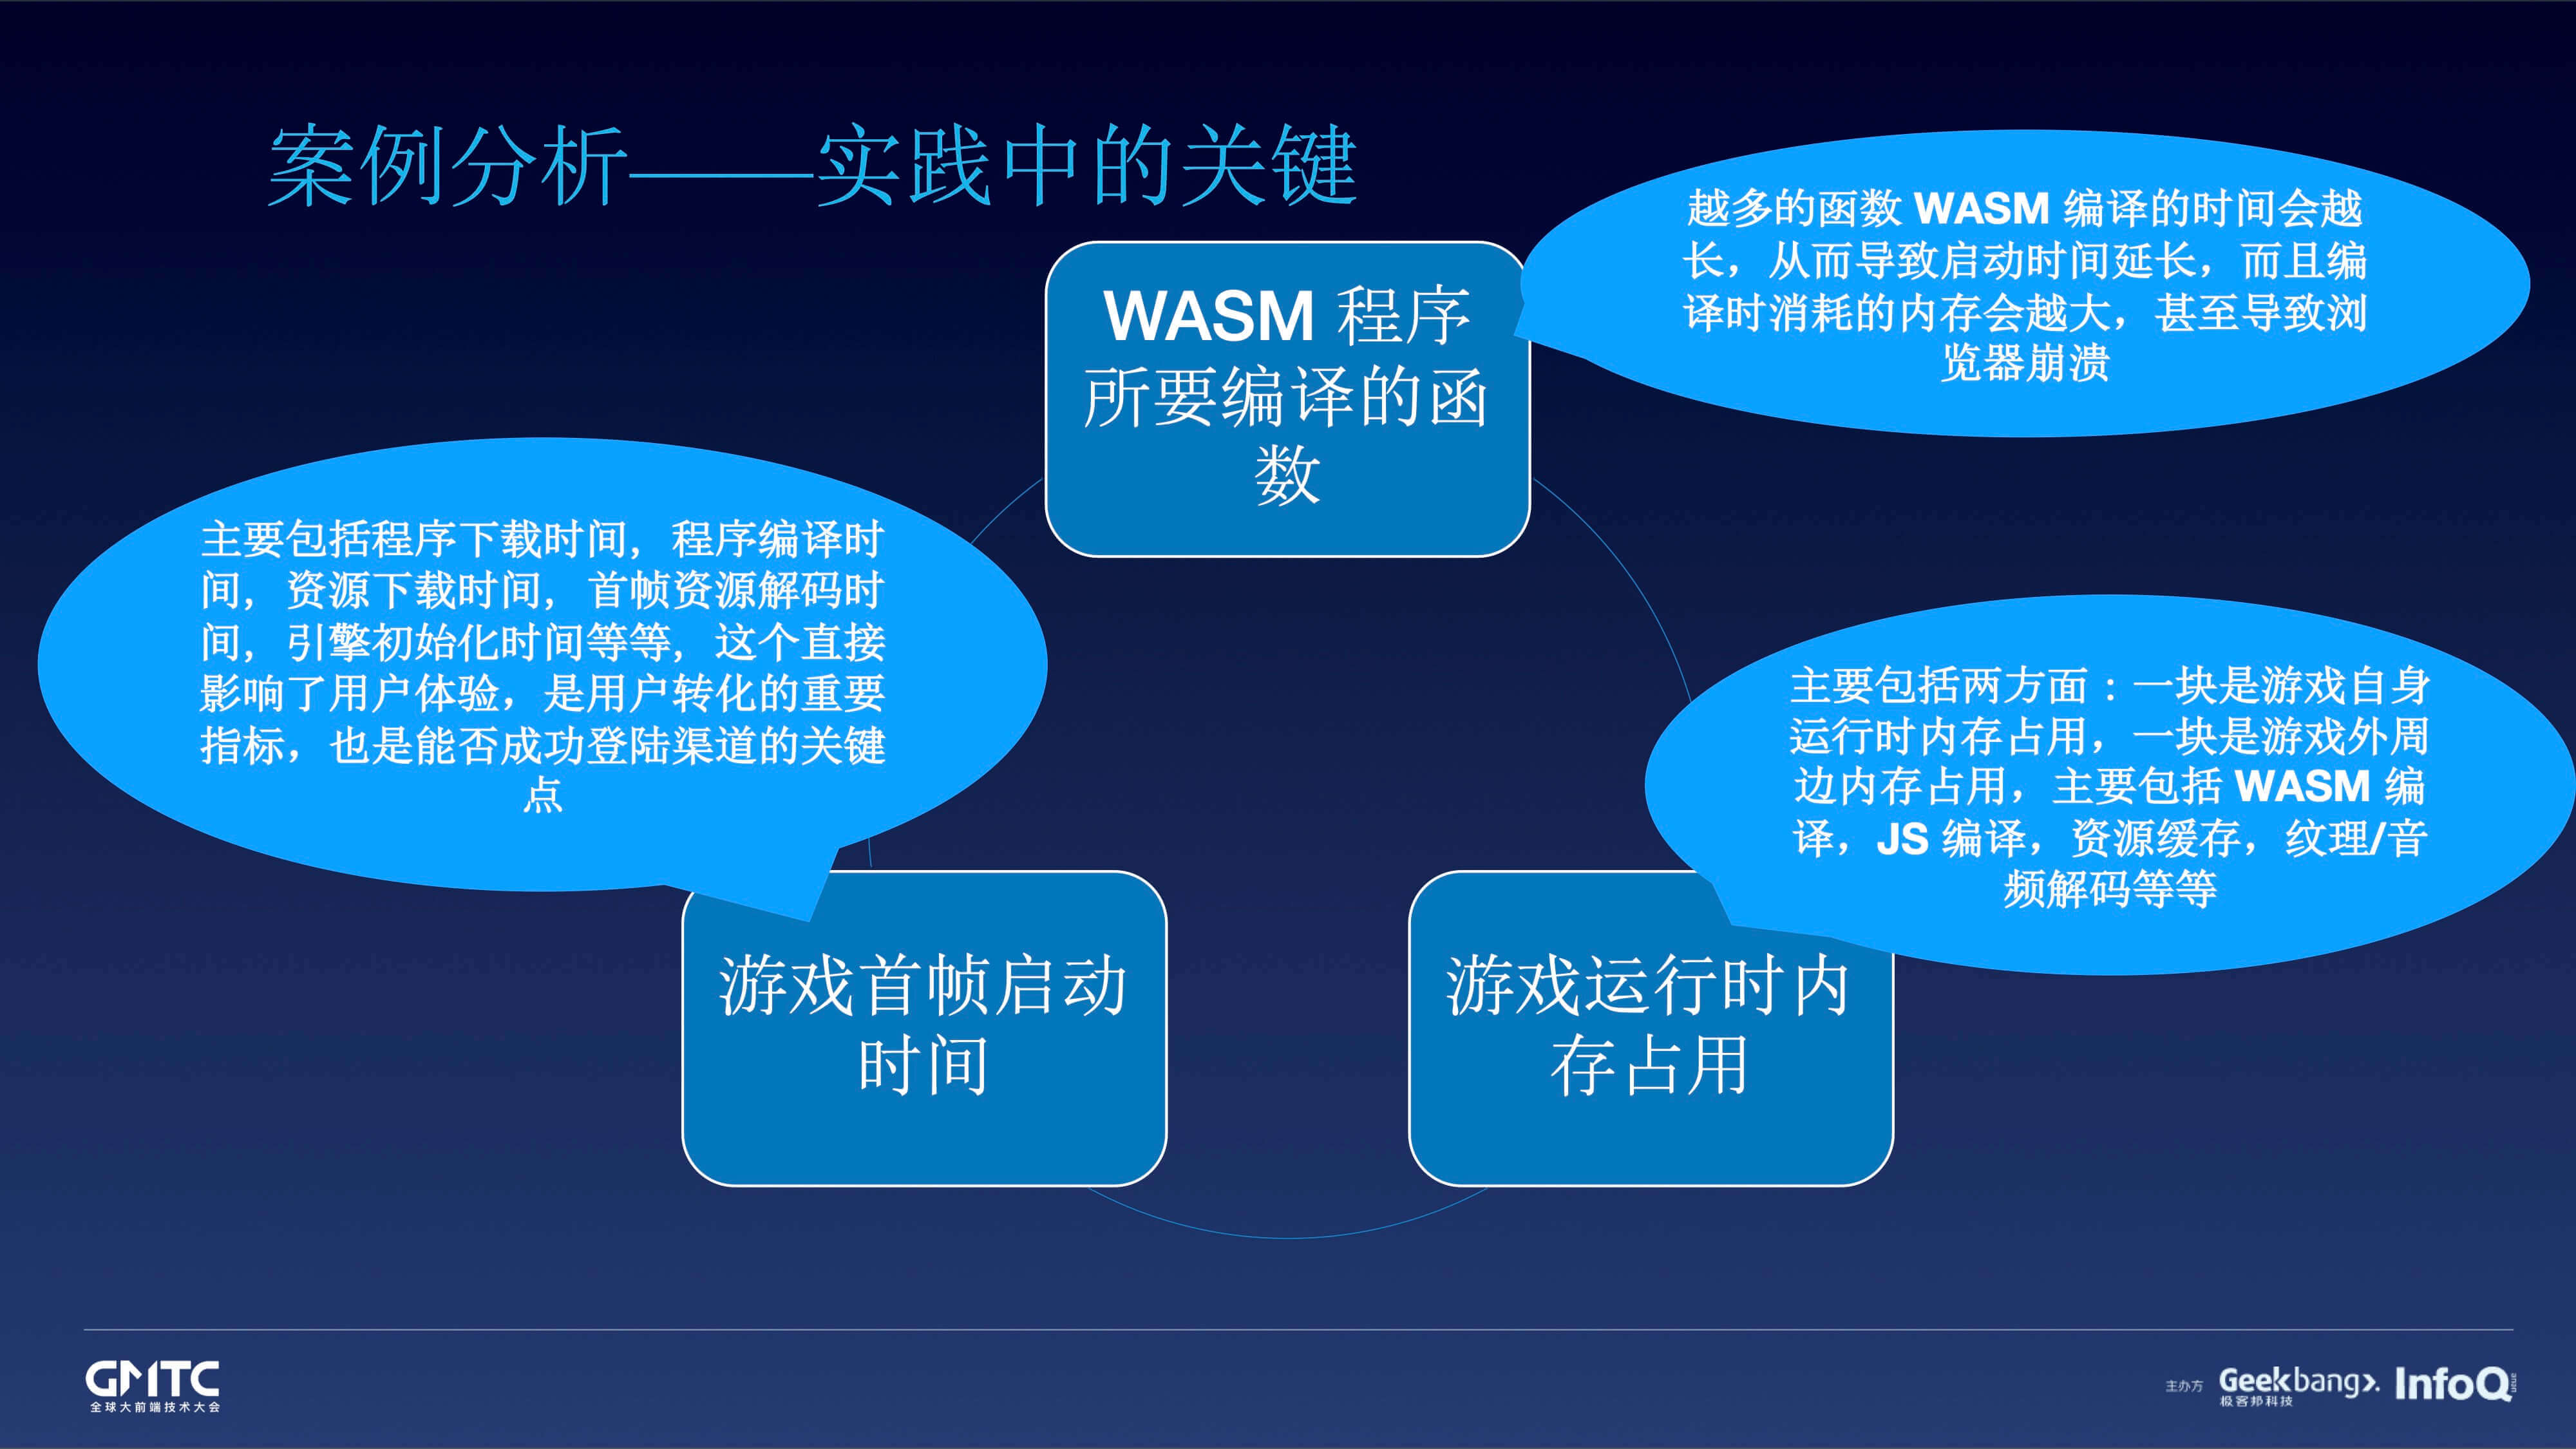 案例分析——实践中的关键
越多的函数 WASM 编译的时间会越
长，从而导致启动时间延长，而且编
译时消耗的内存会越大，甚至导致浏
览器崩溃
WASM 程序
所要编译的函
数
主要包括程序下载时间，程序编译时
间，资源下载时间，首帧资源解码时
间，引擎初始化时间等等，这个直接
影响了用户体验，是用户转化的重要
指标，也是能否成功登陆渠道的关键
点
主要包括两方面：一块是游戏自身
运行时内存占用，一块是游戏外周
边内存占用，主要包括 WASM 编
译，JS 编译，资源缓存，纹理/音
频解码等等
游戏首帧启动
时间
游戏运行时内
存占用
GMTC
全球大前端技术大会
主办方
Geekbang>.
极客邦科技
InfoQ